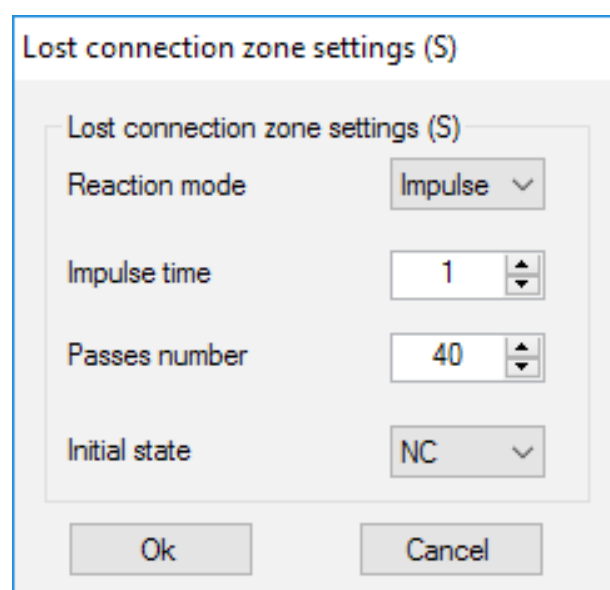 Lost connection zone settings (S)
Lost connection zone settings (S)
Reaction mode Impulse
Impulse time 1
Passes number 40
Initial state NC
Ok Cancel